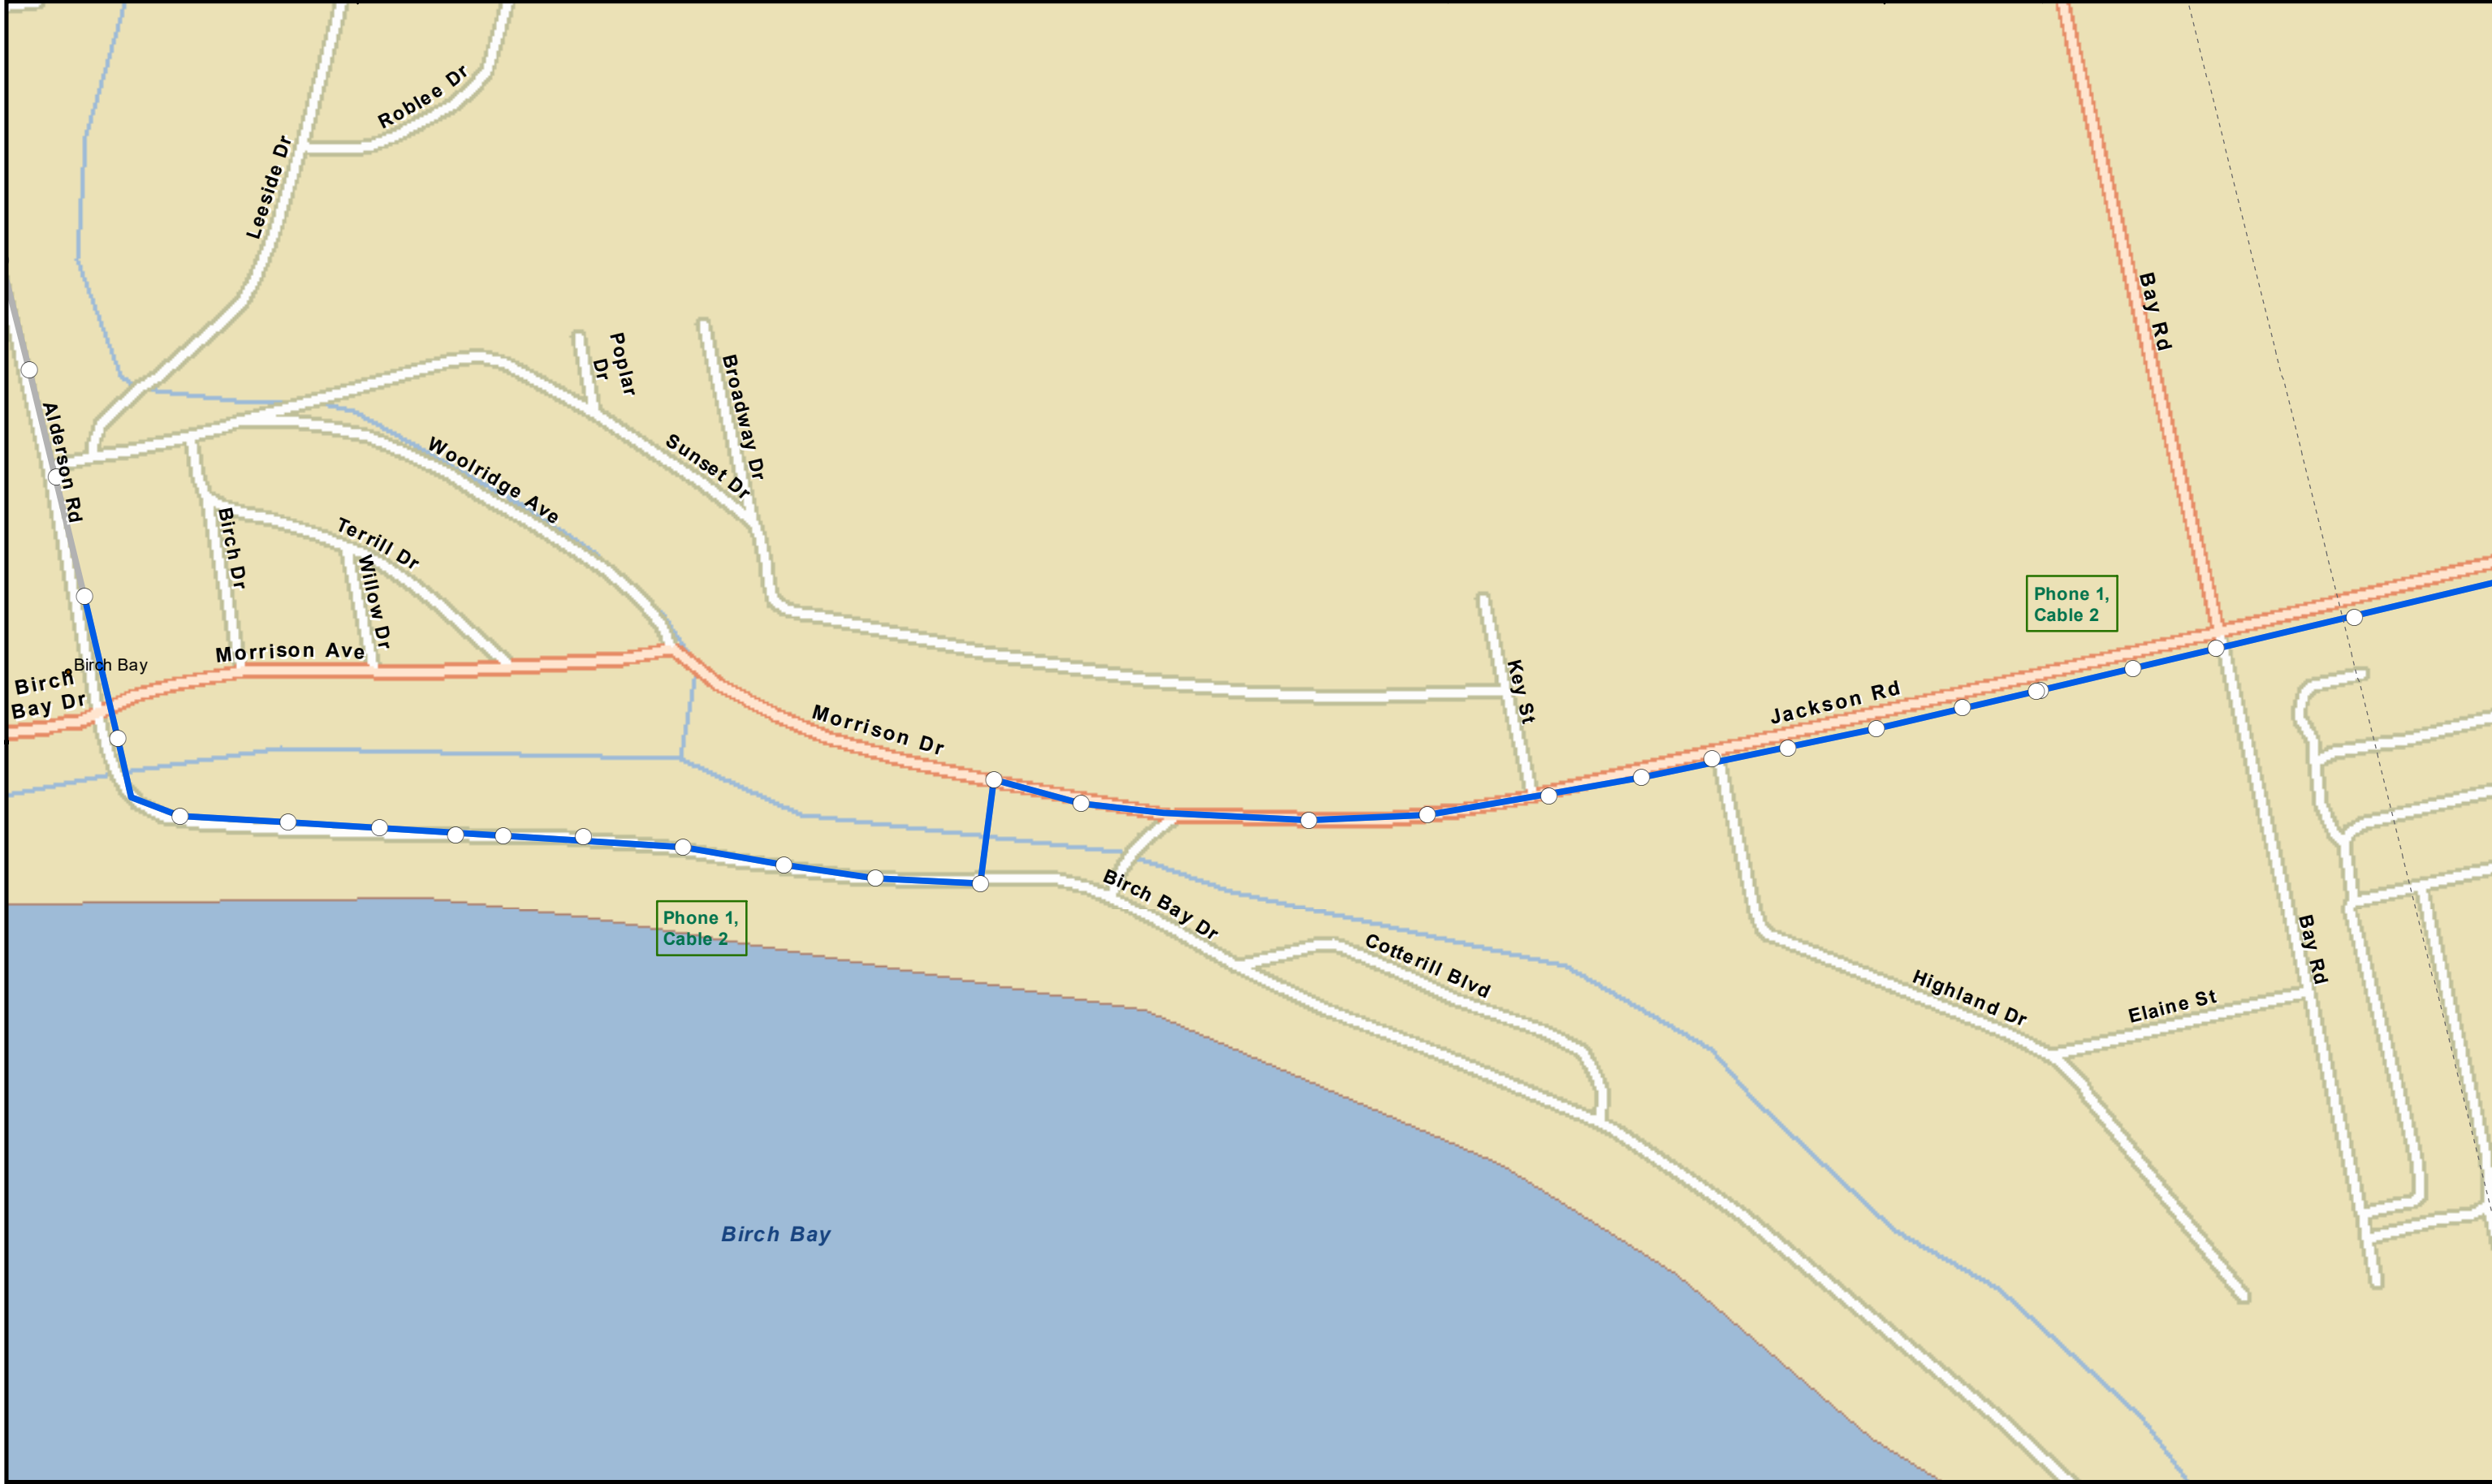 Roblee Dr
Leeside Dr
Bay Rd
Poplar
Dr
Broadway Dr
Alderson Rd
Woolridge Ave
Sunset Dr
Birch Dr
Terrill Dr
Willow Dr
Phone 1,
Cable 2
Morrison Ave
Birch Bay
Birch
Bay Dr
Key St
Morrison Dr
Jackson Rd
Birch Bay Dr
Phone 1,
Cable 2
Cotterill Blvd
Highland Dr
Elaine St
Bay Rd
Birch Bay